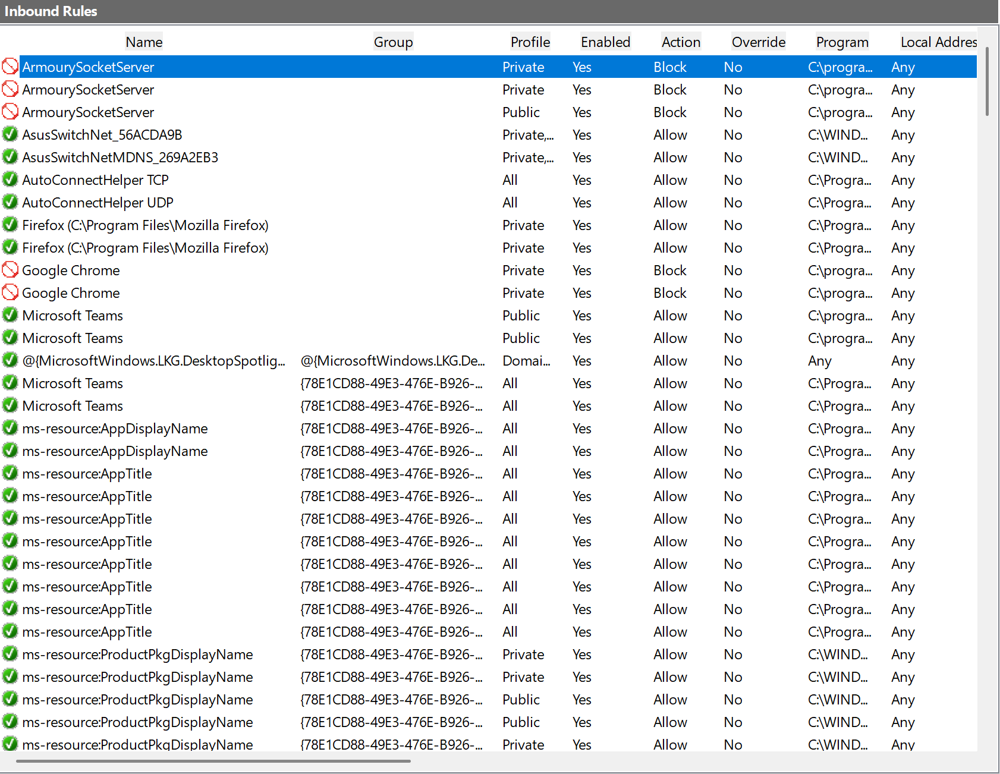 Inbound Rules
Name Group Profile Enabled Action Override Program Local Addres
ArmourySocketServer Private Yes Block No C:\progra... Any
ArmourySocketServer Private Yes Block No C:\progra... Any
ArmourySocketServer Public Yes Block No C:\progra... Any
AsusSwitchNet_56ACDA9B Private,... Yes Allow No C:\WIND... Any
AsusSwitchNetMDNS_269A2EB3 Private,... Yes Allow No C:\WIND... Any
AutoConnectHelper TCP All Yes Allow No C:\Progra... Any
AutoConnectHelper UDP All Yes Allow No C:\Progra... Any
Firefox (C:\Program Files\Mozilla Firefox) Private Yes Allow No C:\Progra... Any
Firefox (C:\Program Files\Mozilla Firefox) Private Yes Allow No C:\Progra... Any
Google Chrome Private Yes Block No C:\progra... Any
Google Chrome Private Yes Block No C:\progra... Any
Microsoft Teams Public Yes Allow No C:\progra... Any
Microsoft Teams Public Yes Allow No C:\progra... Any
@{MicrosoftWindows.LKG.DesktopSpotlig... @{MicrosoftWindows.LKG.De... Domai... Yes Allow No Any Any
Microsoft Teams {78E1CD88-49E3-476E-B926-... All Yes Allow No C:\Progra... Any
Microsoft Teams {78E1CD88-49E3-476E-B926-... All Yes Allow No C:\Progra... Any
ms-resource:AppDisplayName {78E1CD88-49E3-476E-B926-... All Yes Allow No C:\Progra... Any
ms-resource:AppDisplayName {78E1CD88-49E3-476E-B926-... All Yes Allow No C:\Progra... Any
ms-resource:AppTitle {78E1CD88-49E3-476E-B926-... All Yes Allow No C:\Progra... Any
ms-resource:AppTitle {78E1CD88-49E3-476E-B926-... All Yes Allow No C:\Progra... Any
ms-resource:AppTitle {78E1CD88-49E3-476E-B926-... All Yes Allow No C:\Progra... Any
ms-resource:AppTitle {78E1CD88-49E3-476E-B926-... All Yes Allow No C:\Progra... Any
ms-resource:AppTitle {78E1CD88-49E3-476E-B926-... All Yes Allow No C:\Progra... Any
ms-resource:AppTitle {78E1CD88-49E3-476E-B926-... All Yes Allow No C:\Progra... Any
ms-resource:AppTitle {78E1CD88-49E3-476E-B926-... All Yes Allow No C:\Progra... Any
ms-resource:AppTitle {78E1CD88-49E3-476E-B926-... All Yes Allow No C:\Progra... Any
ms-resource:ProductPkgDisplayName {78E1CD88-49E3-476E-B926-... Private Yes Allow No C:\WIND... Any
ms-resource:ProductPkgDisplayName {78E1CD88-49E3-476E-B926-... Private Yes Allow No C:\WIND... Any
ms-resource:ProductPkgDisplayName {78E1CD88-49E3-476E-B926-... Public Yes Allow No C:\WIND... Any
ms-resource:ProductPkgDisplayName {78E1CD88-49E3-476E-B926-... Public Yes Allow No C:\WIND... Any
ms-resource:ProductPkgDisplayName {78E1CD88-49E3-476E-B926-... Private Yes Allow No C:\WIND... Any